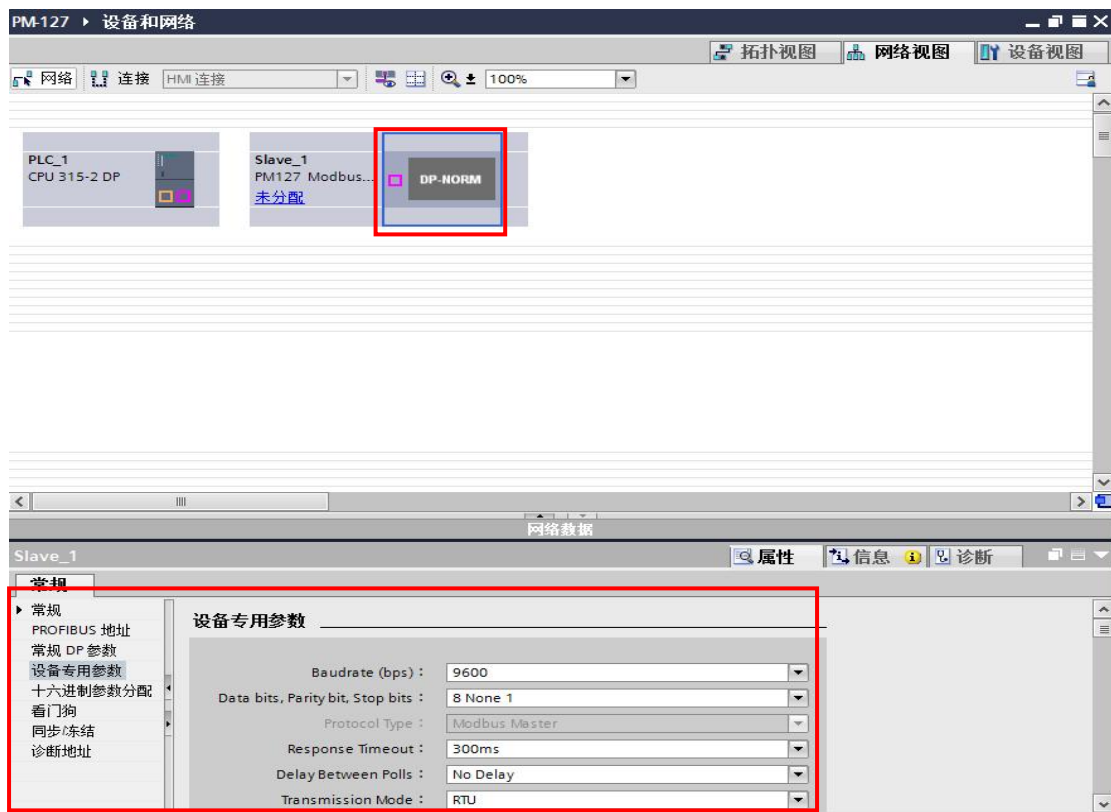 PM-127 ▸ 设备和网络
拓扑视图 网络视图 设备视图
网络 连接 HMI 连接 100%
PLC_1
CPU 315-2 DP
Slave_1
PM127 Modbus...
未分配
DP-NORM
网络数据
Slave_1
属性 信息 诊断
常规
常规
PROFIBUS 地址
常规 DP 参数
设备专用参数
十六进制参数分配
看门狗
同步/冻结
诊断地址
设备专用参数
Baudrate (bps)： 9600
Data bits, Parity bit, Stop bits： 8 None 1
Protocol Type： Modbus Master
Response Timeout： 300ms
Delay Between Polls： No Delay
Transmission Mode： RTU